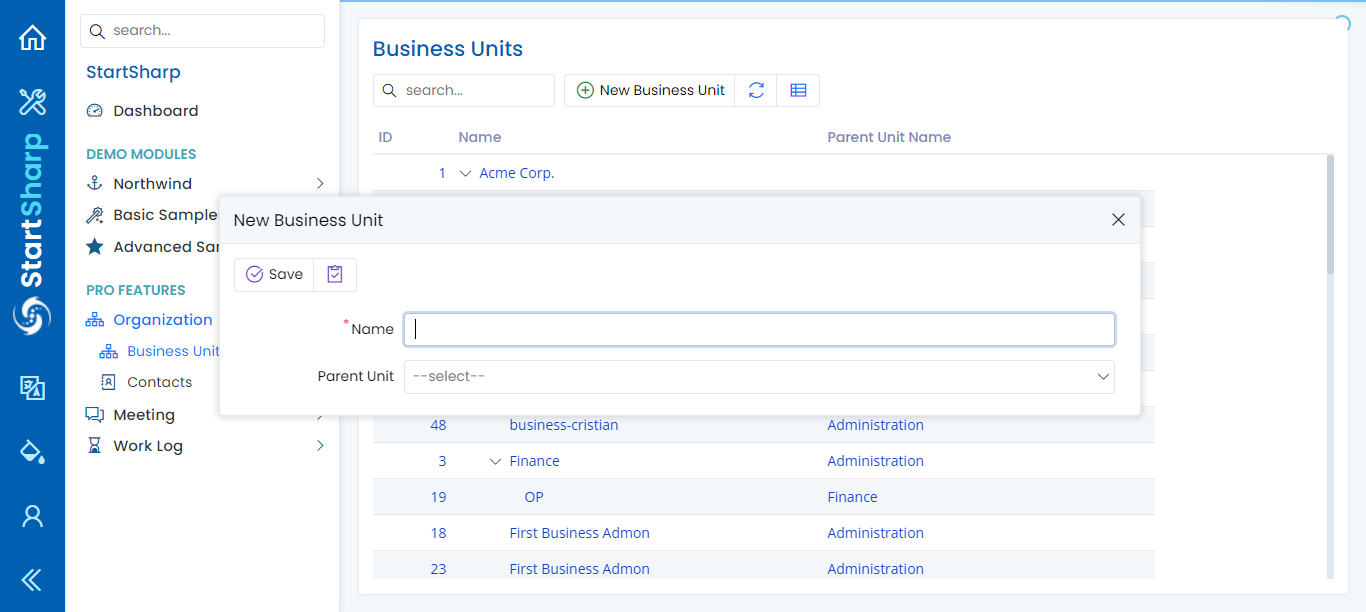 StartSharp
search...
StartSharp
Dashboard
DEMO MODULES
Northwind
Basic Sample
Advanced Sa
PRO FEATURES
Organization
Business Unit
Contacts
Meeting
Work Log
Business Units
search...
New Business Unit
ID Name Parent Unit Name
1 Acme Corp.
New Business Unit
Save
* Name
Parent Unit --select--
48 business-cristian Administration
3 Finance Administration
19 OP Finance
18 First Business Admon Administration
23 First Business Admon Administration